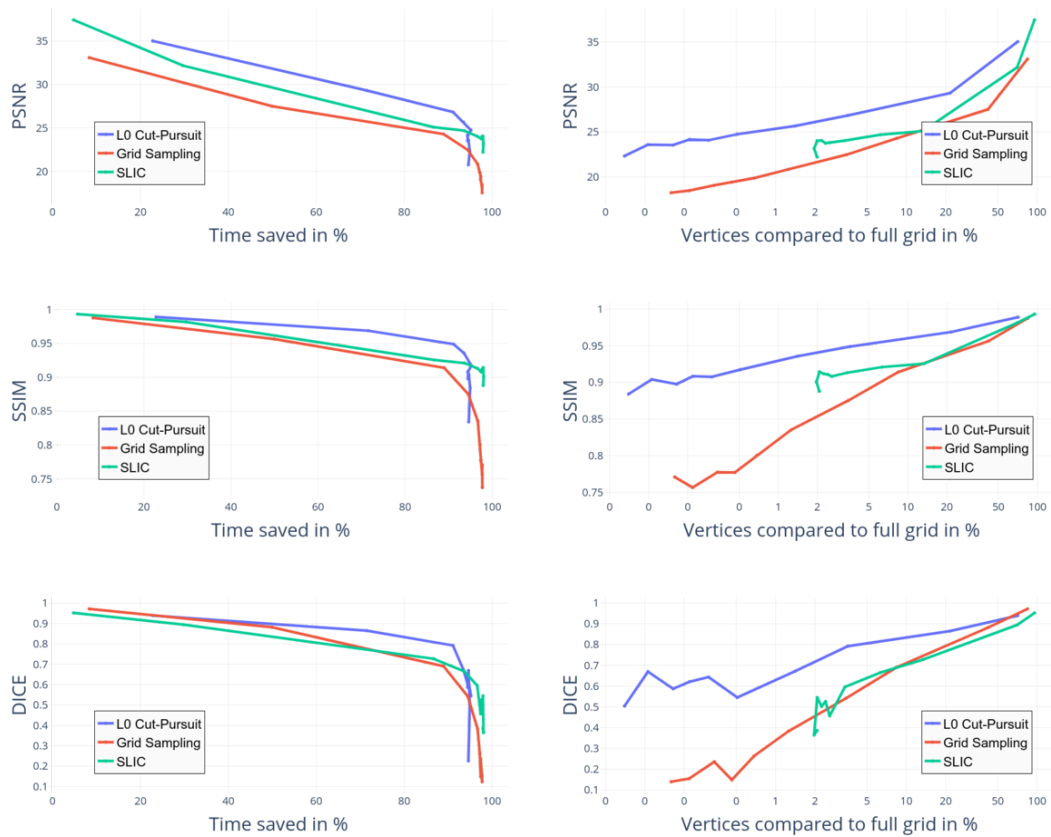 35
30
25
20
PSNR
L0 Cut-Pursuit
Grid Sampling
SLIC
0 20 40 60 80 100
Time saved in %
35
30
25
20
PSNR
L0 Cut-Pursuit
Grid Sampling
SLIC
0 0 0 1 2 5 10 20 50 100
Vertices compared to full grid in %
1
0.95
0.9
0.85
0.8
0.75
SSIM
L0 Cut-Pursuit
Grid Sampling
SLIC
0 20 40 60 80 100
Time saved in %
1
0.95
0.9
0.85
0.8
0.75
SSIM
L0 Cut-Pursuit
Grid Sampling
SLIC
0 0 0 1 2 5 10 20 50 100
Vertices compared to full grid in %
1
0.9
0.8
0.7
0.6
0.5
0.4
0.3
0.2
0.1
DICE
L0 Cut-Pursuit
Grid Sampling
SLIC
0 20 40 60 80 100
Time saved in %
1
0.9
0.8
0.7
0.6
0.5
0.4
0.3
0.2
0.1
DICE
L0 Cut-Pursuit
Grid Sampling
SLIC
0 0 0 1 2 5 10 20 50 100
Vertices compared to full grid in %